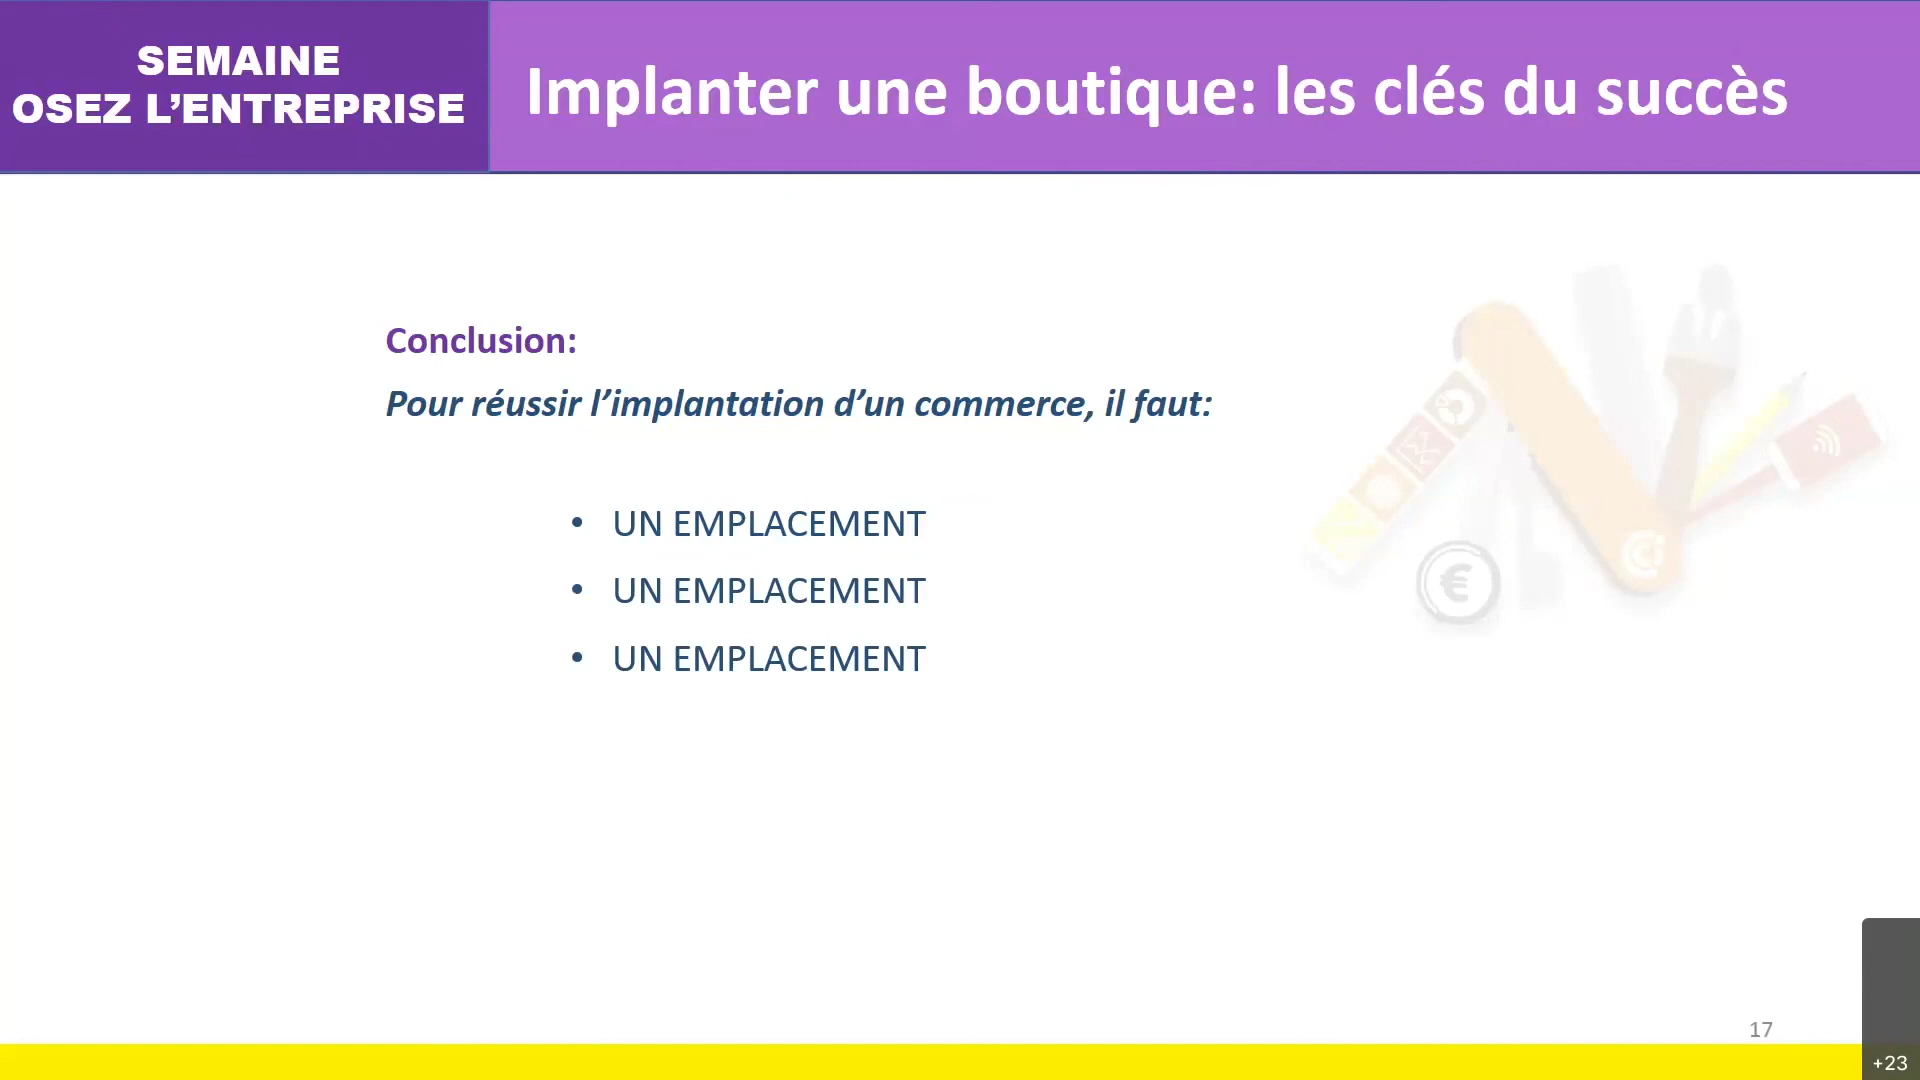 SEMAINE
OSEZ L’ENTREPRISE
Implanter une boutique: les clés du succès
Conclusion:
Pour réussir l’implantation d’un commerce, il faut:
• UN EMPLACEMENT
• UN EMPLACEMENT
• UN EMPLACEMENT
€
CCi
17
+23